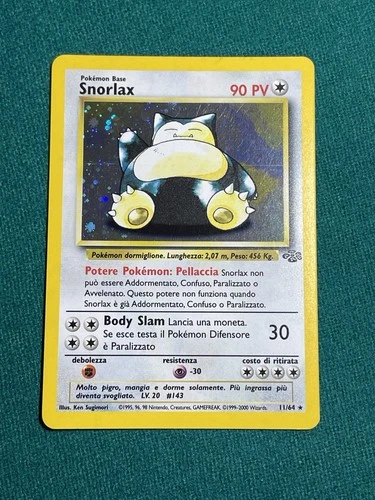 Pokémon Base
Snorlax
90 PV
Pokémon dormiglione. Lunghezza: 2,07 m, Peso: 456 Kg.
Potere Pokémon: Pellaccia Snorlax non
può essere Addormentato, Confuso, Paralizzato o
Avvelenato. Questo potere non funziona quando
Snorlax è già Addormentato, Confuso o Paralizzato.
Body Slam Lancia una moneta.
Se esce testa il Pokémon Difensore
è Paralizzato
30
debolezza
resistenza
costo di ritirata
-30
Molto pigro, mangia e dorme solamente. Più ingrassa più
diventa svogliato. LV. 20 #143
Illus. Ken Sugimori
©1995, 96, 98 Nintendo, Creatures, GAMEFREAK. ©1999-2000 Wizards.
11/64 ★